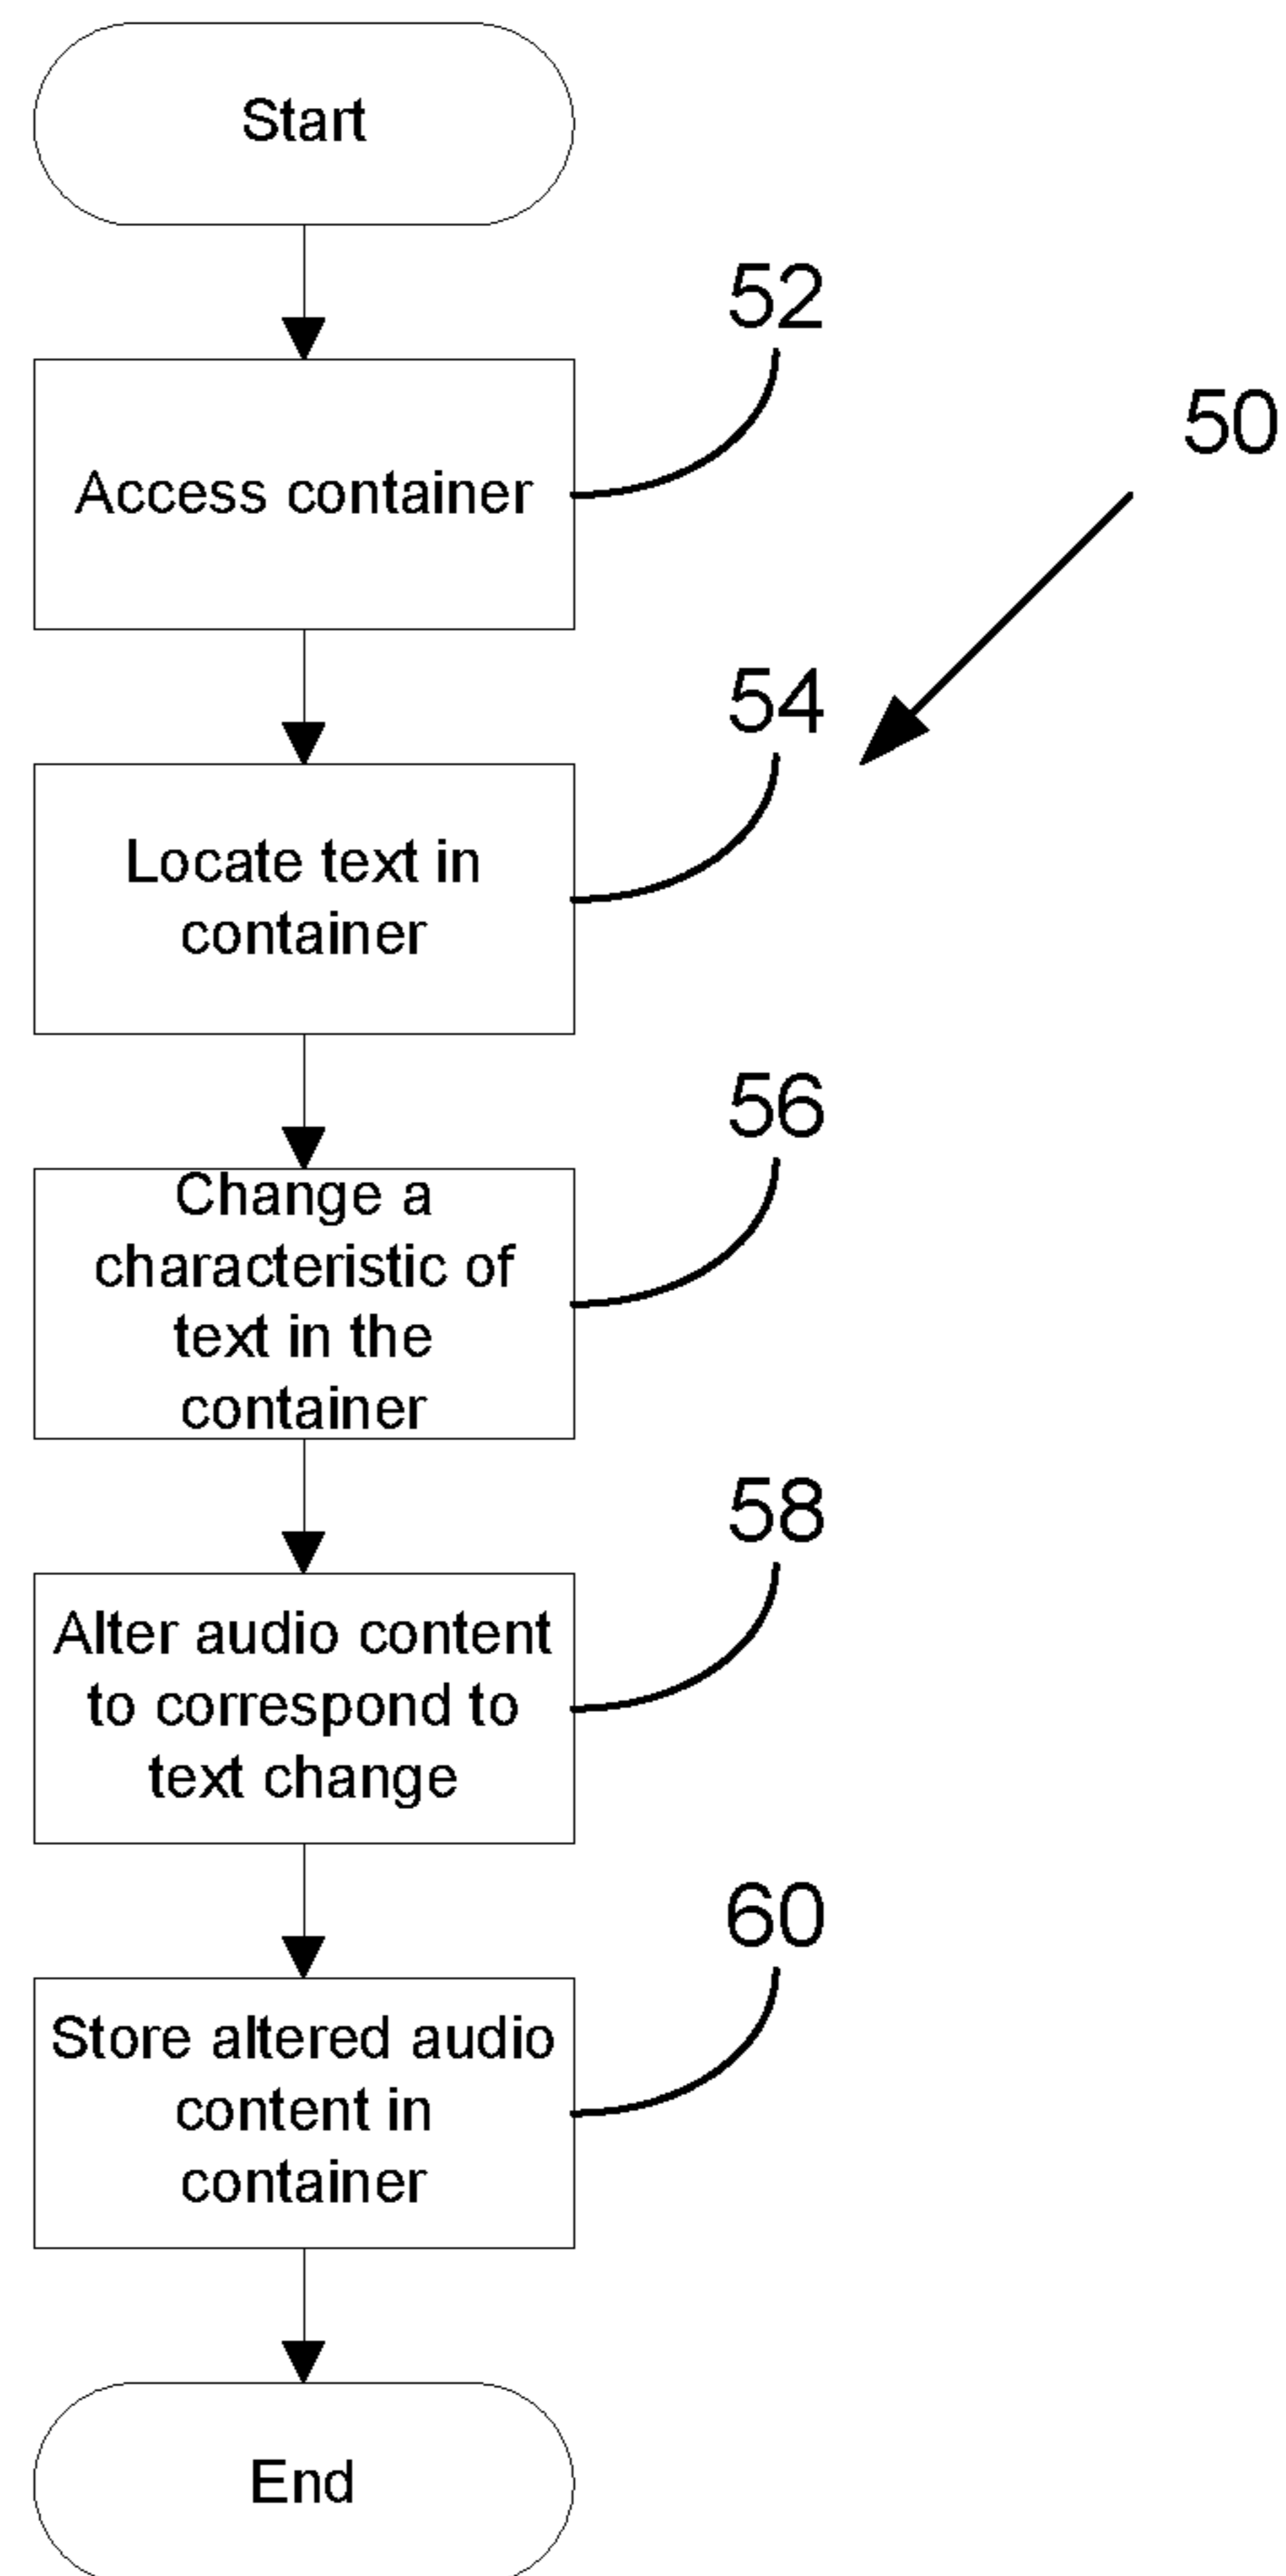 Start
52
50
Access container
54
Locate text in
container
56
Change a
characteristic of
text in the
container
58
Alter audio content
to correspond to
text change
60
Store altered audio
content in
container
End